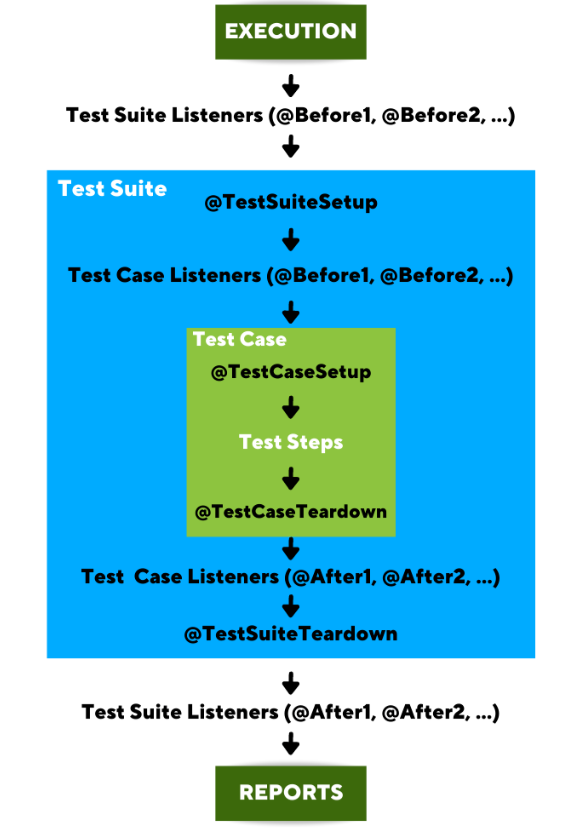 EXECUTION
Test Suite Listeners (@Before1, @Before2, ...)
Test Suite
@TestSuiteSetup
Test Case Listeners (@Before1, @Before2, ...)
Test Case
@TestCaseSetup
Test Steps
@TestCaseTeardown
Test  Case Listeners (@After1, @After2, ...)
@TestSuiteTeardown
Test Suite Listeners (@After1, @After2, ...)
REPORTS